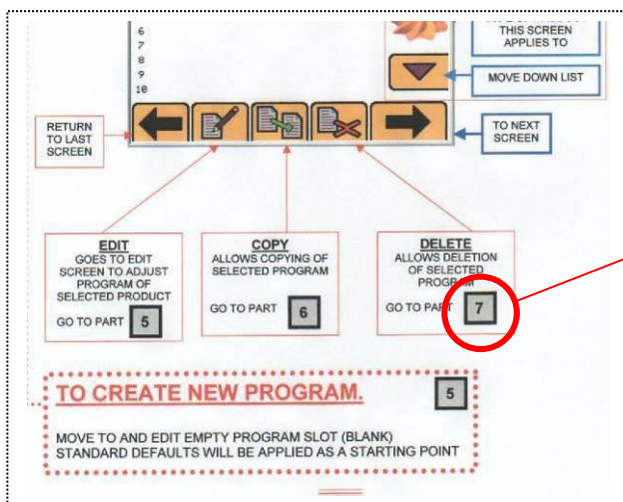 THIS SCREEN
APPLIES TO
6
7
8
9
10
MOVE DOWN LIST
RETURN
TO LAST
SCREEN
TO NEXT
SCREEN
EDIT
GOES TO EDIT
SCREEN TO ADJUST
PROGRAM OF
SELECTED PRODUCT
GO TO PART 5
COPY
ALLOWS COPYING OF
SELECTED PROGRAM
GO TO PART 6
DELETE
ALLOWS DELETION
OF SELECTED
PROGRAM
GO TO PART 7
TO CREATE NEW PROGRAM. 5
MOVE TO AND EDIT EMPTY PROGRAM SLOT (BLANK)
STANDARD DEFAULTS WILL BE APPLIED AS A STARTING POINT